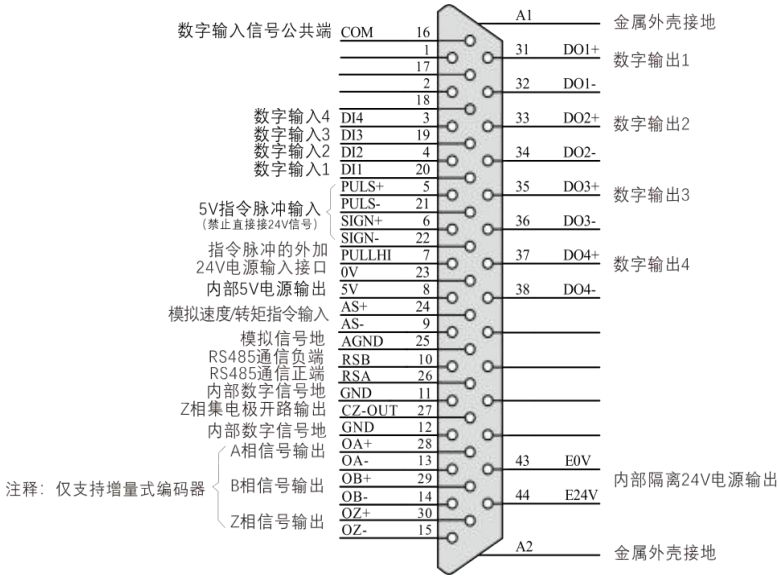 A1
金属外壳接地
数字输入信号公共端 COM 16
1
31 DO1+
数字输出1
17
2
32 DO1-
18
数字输入4 DI4 3
33 DO2+
数字输出2
数字输入3 DI3 19
数字输入2 DI2 4
34 DO2-
数字输入1 DI1 20
PULS+ 5
35 DO3+
数字输出3
5V指令脉冲输入
(禁止直接接24V信号)
PULS- 21
SIGN+ 6
36 DO3-
SIGN- 22
指令脉冲的外加
24V电源输入接口
PULLHI 7
37 DO4+
数字输出4
0V 23
内部5V电源输出 5V 8
38 DO4-
模拟速度/转矩指令输入
AS+ 24
AS- 9
模拟信号地 AGND 25
RS485通信负端 RSB 10
RS485通信正端 RSA 26
内部数字信号地 GND 11
Z相集电极开路输出 CZ-OUT 27
内部数字信号地 GND 12
A相信号输出
OA+ 28
OA- 13
43 E0V
内部隔离24V电源输出
注释：仅支持增量式编码器
B相信号输出
OB+ 29
OB- 14
44 E24V
Z相信号输出
OZ+ 30
OZ- 15
A2
金属外壳接地